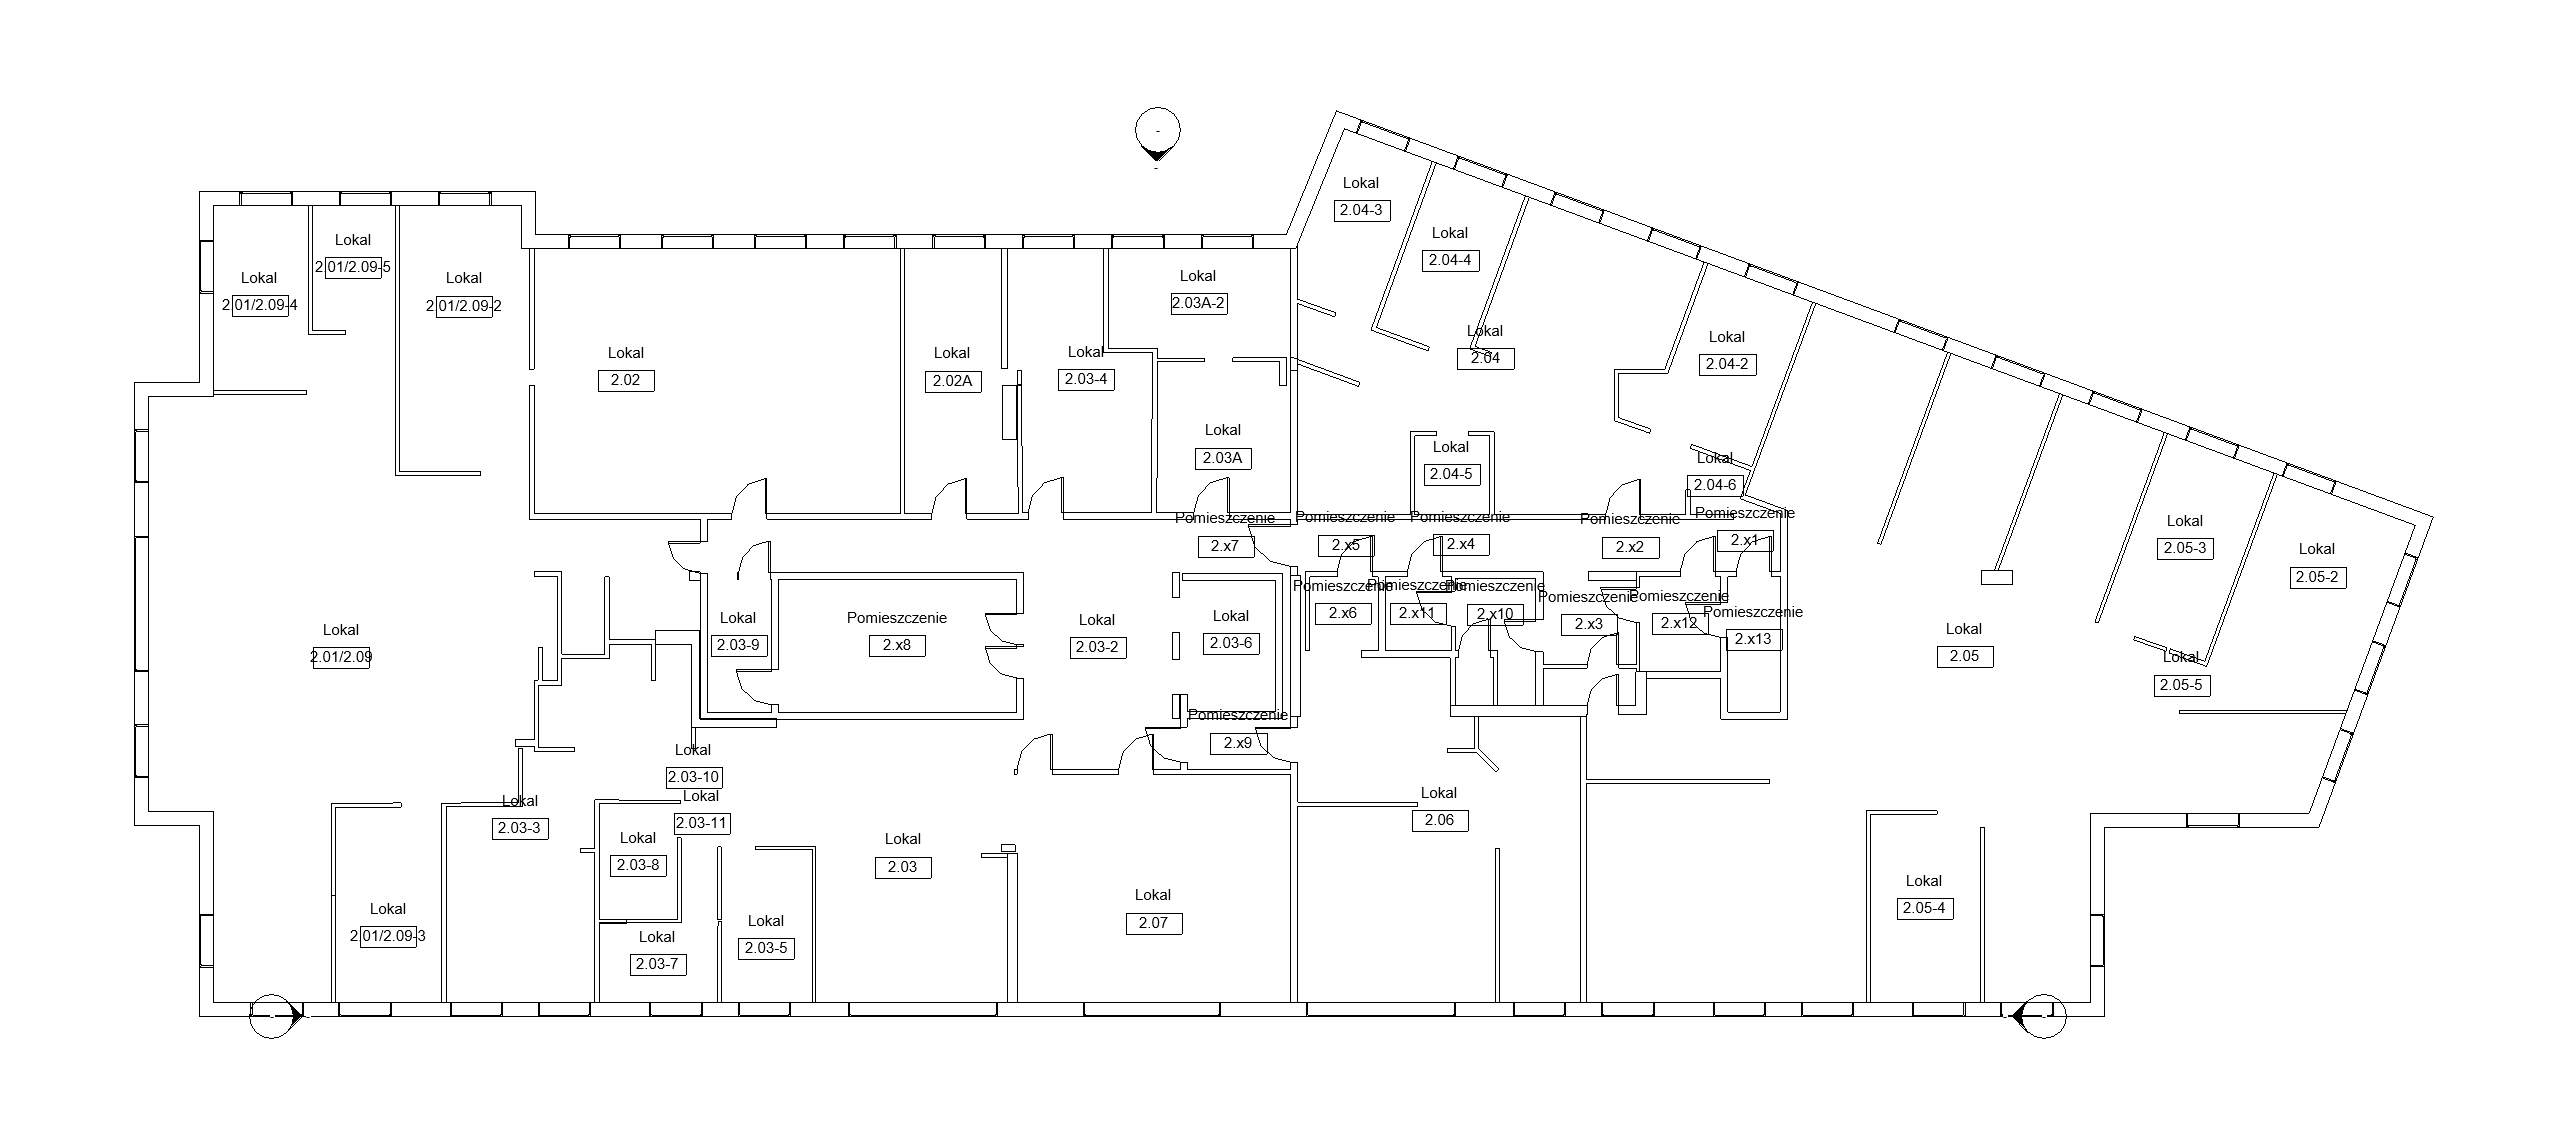 Lokal
2.04-3
Lokal
2.04-4
Lokal
2.01/2.09-5
Lokal
2.01/2.09-4
Lokal
2.01/2.09-2
Lokal
2.03A-2
Lokal
2.04
Lokal
2.04-2
Lokal
2.02
Lokal
2.02A
Lokal
2.03-4
Lokal
2.03A
Lokal
2.04-5
Lokal
2.04-6
Pomieszczenie
2.x7
Pomieszczenie
2.x5
Pomieszczenie
2.x4
Pomieszczenie
2.x2
Pomieszczenie
2.x1
Lokal
2.05-3
Lokal
2.05-2
Pomieszczenie
2.x6
Pomieszczenie
2.x11
Pomieszczenie
2.x10
Pomieszczenie
2.x3
Pomieszczenie
2.x12
Pomieszczenie
2.x13
Lokal
2.01/2.09
Lokal
2.03-9
Pomieszczenie
2.x8
Lokal
2.03-2
Lokal
2.03-6
Lokal
2.05
Lokal
2.05-5
Pomieszczenie
2.x9
Lokal
2.03-10
Lokal
2.03-11
Lokal
2.03-3
Lokal
2.03-8
Lokal
2.03
Lokal
2.06
Lokal
2.07
Lokal
2.05-4
Lokal
2.01/2.09-3
Lokal
2.03-7
Lokal
2.03-5